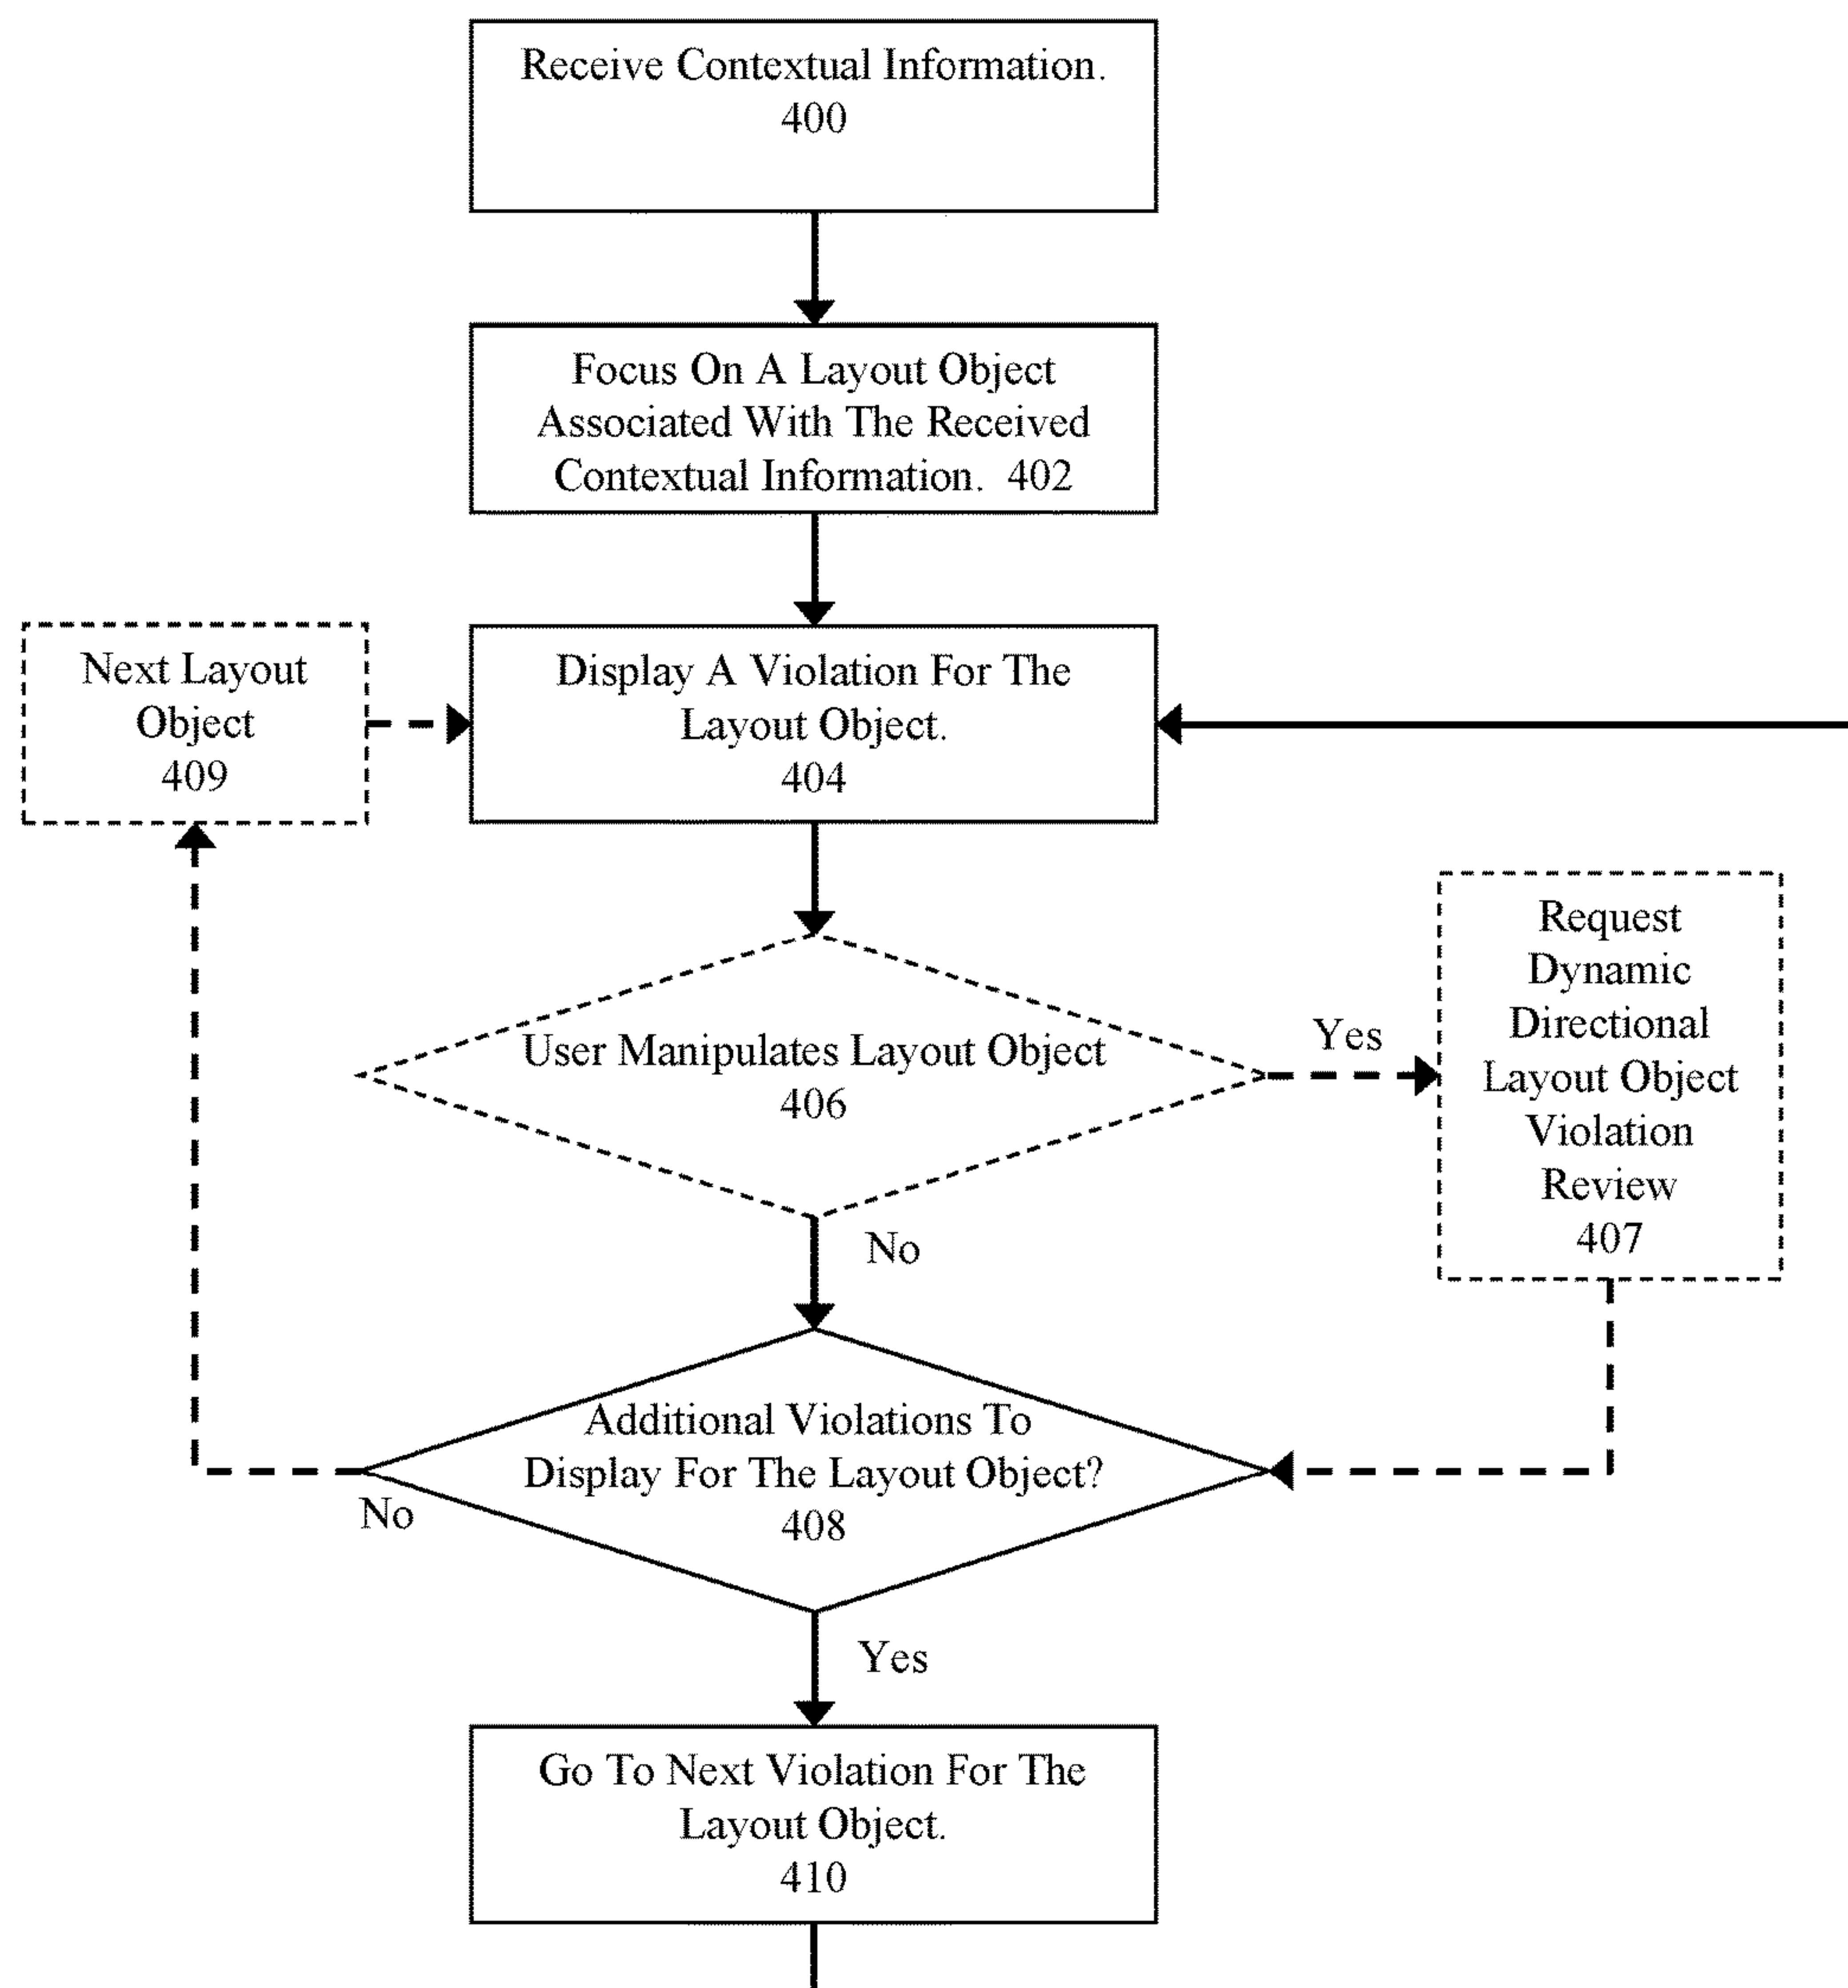 Receive Contextual Information.
400
Focus On A Layout Object
Associated With The Received
Contextual Information. 402
Next Layout
Object
409
Display A Violation For The
Layout Object.
404
User Manipulates Layout Object
406
Yes
Request
Dynamic
Directional
Layout Object
Violation
Review
407
No
Additional Violations To
Display For The Layout Object?
408
No
Yes
Go To Next Violation For The
Layout Object.
410